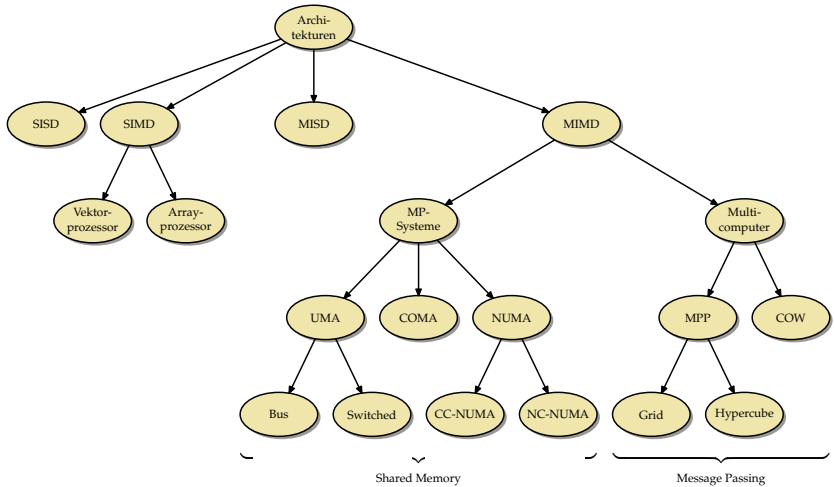 Archi-
tekturen
SISD
SIMD
MISD
MIMD
Vektor-
prozessor
Array-
prozessor
MP-
Systeme
Multi-
computer
UMA
COMA
NUMA
MPP
COW
Bus
Switched
CC-NUMA
NC-NUMA
Grid
Hypercube
Shared Memory
Message Passing